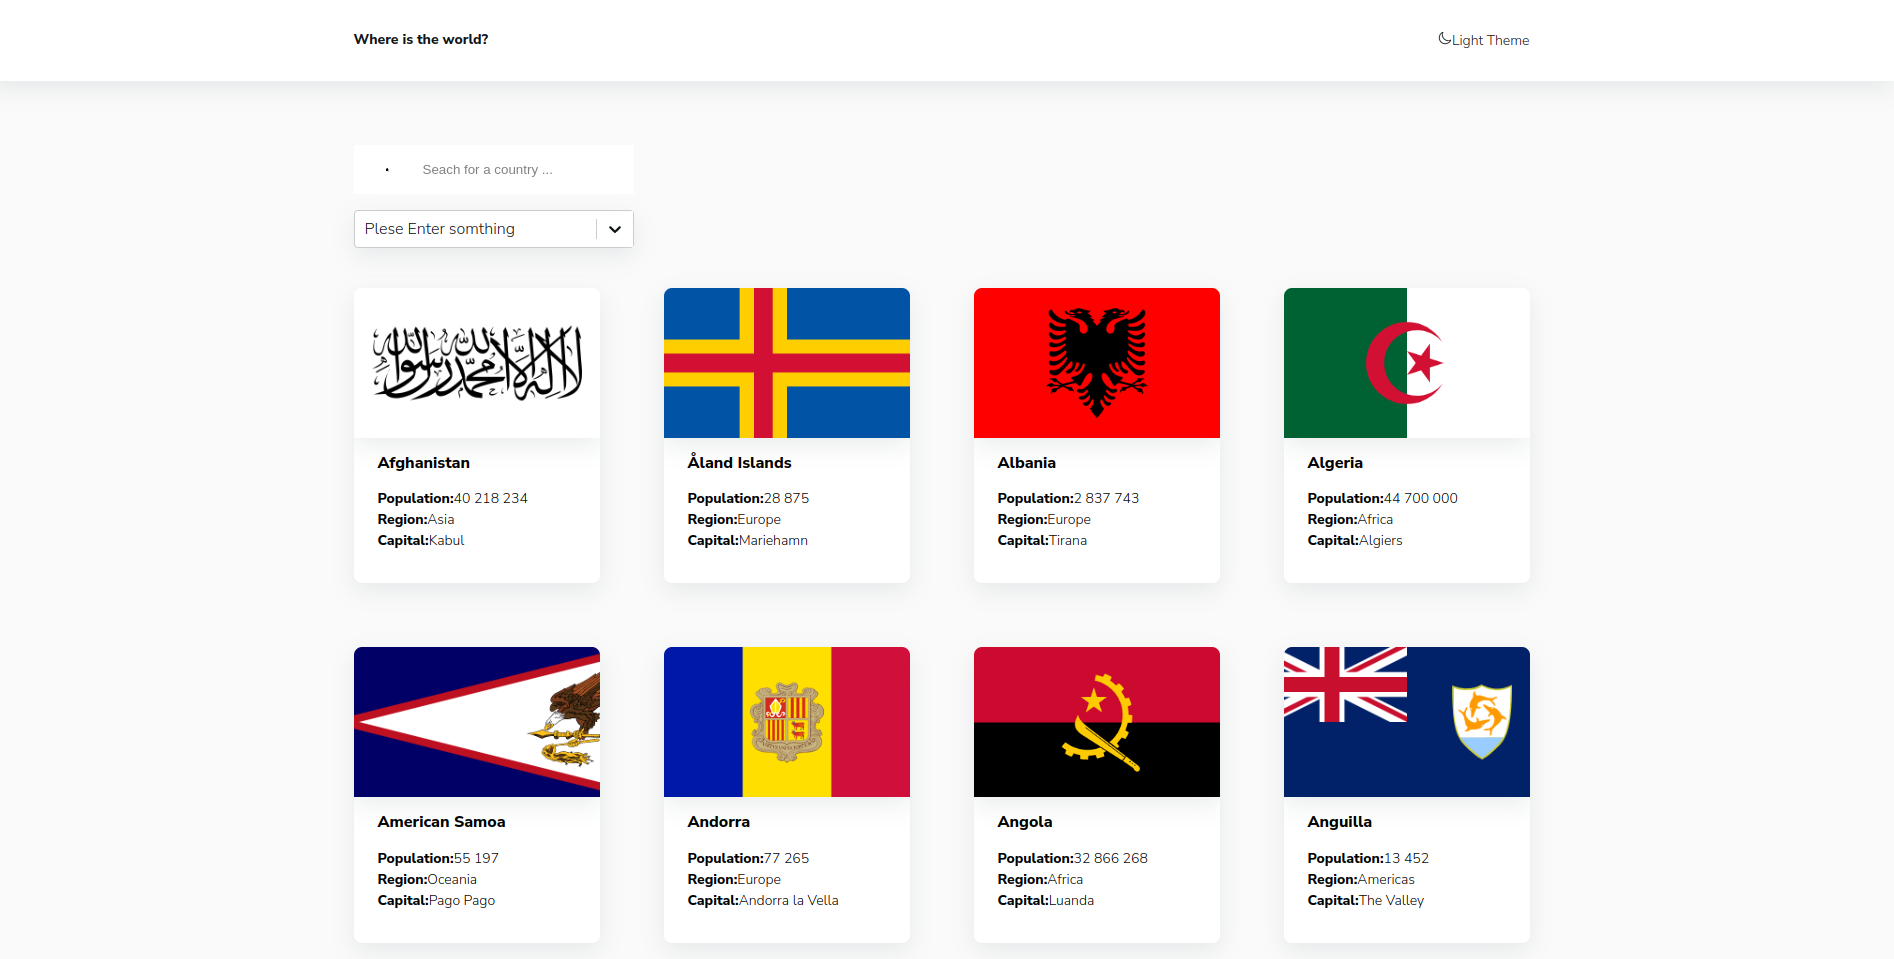 Where is the world?
Light Theme
Seach for a country ...
Plese Enter somthing
لا إله إلا الله محمد رسول الله
Afghanistan
Population:40 218 234
Region:Asia
Capital:Kabul
Åland Islands
Population:28 875
Region:Europe
Capital:Mariehamn
Albania
Population:2 837 743
Region:Europe
Capital:Tirana
Algeria
Population:44 700 000
Region:Africa
Capital:Algiers
American Samoa
Population:55 197
Region:Oceania
Capital:Pago Pago
Andorra
Population:77 265
Region:Europe
Capital:Andorra la Vella
Angola
Population:32 866 268
Region:Africa
Capital:Luanda
Anguilla
Population:13 452
Region:Americas
Capital:The Valley